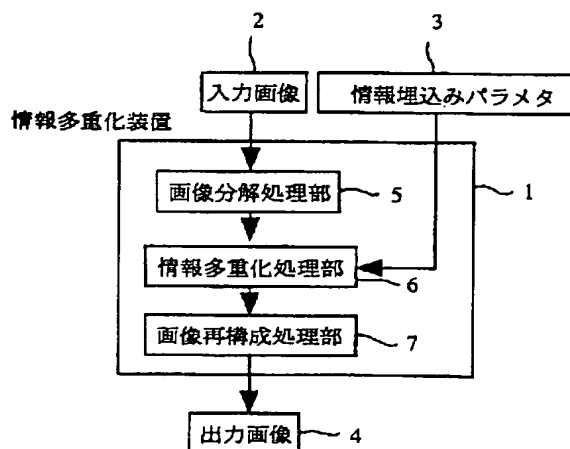 2
3
入力画像
情報埋込みパラメタ
情報多重化装置
画像分解処理部
5
1
情報多重化処理部
6
画像再構成処理部
7
出力画像
4